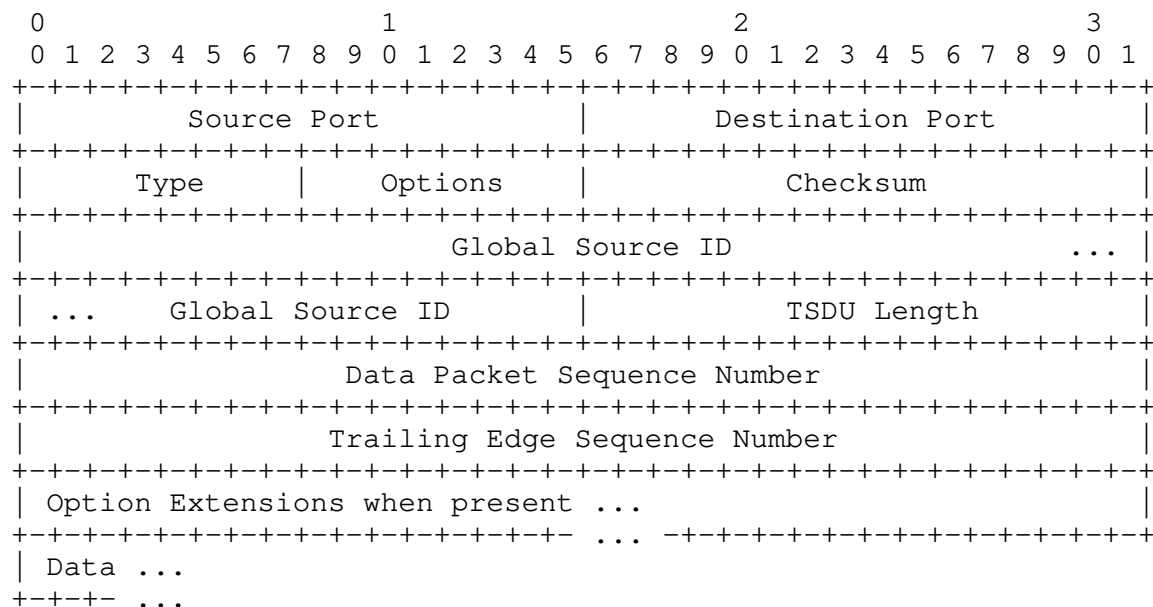 0                   1                   2                   3
 0 1 2 3 4 5 6 7 8 9 0 1 2 3 4 5 6 7 8 9 0 1 2 3 4 5 6 7 8 9 0 1
+-+-+-+-+-+-+-+-+-+-+-+-+-+-+-+-+-+-+-+-+-+-+-+-+-+-+-+-+-+-+-+-+
|         Source Port           |       Destination Port        |
+-+-+-+-+-+-+-+-+-+-+-+-+-+-+-+-+-+-+-+-+-+-+-+-+-+-+-+-+-+-+-+-+
|      Type     |    Options    |           Checksum            |
+-+-+-+-+-+-+-+-+-+-+-+-+-+-+-+-+-+-+-+-+-+-+-+-+-+-+-+-+-+-+-+-+
|                        Global Source ID                   ... |
+-+-+-+-+-+-+-+-+-+-+-+-+-+-+-+-+-+-+-+-+-+-+-+-+-+-+-+-+-+-+-+-+
| ...    Global Source ID       |           TSDU Length         |
+-+-+-+-+-+-+-+-+-+-+-+-+-+-+-+-+-+-+-+-+-+-+-+-+-+-+-+-+-+-+-+-+
|                  Data Packet Sequence Number                  |
+-+-+-+-+-+-+-+-+-+-+-+-+-+-+-+-+-+-+-+-+-+-+-+-+-+-+-+-+-+-+-+-+
|                 Trailing Edge Sequence Number                 |
+-+-+-+-+-+-+-+-+-+-+-+-+-+-+-+-+-+-+-+-+-+-+-+-+-+-+-+-+-+-+-+-+
| Option Extensions when present ...                            |
+-+-+-+-+-+-+-+-+-+-+-+-+-+-+-+- ... -+-+-+-+-+-+-+-+-+-+-+-+-+-+
| Data ...
+-+-+- ...